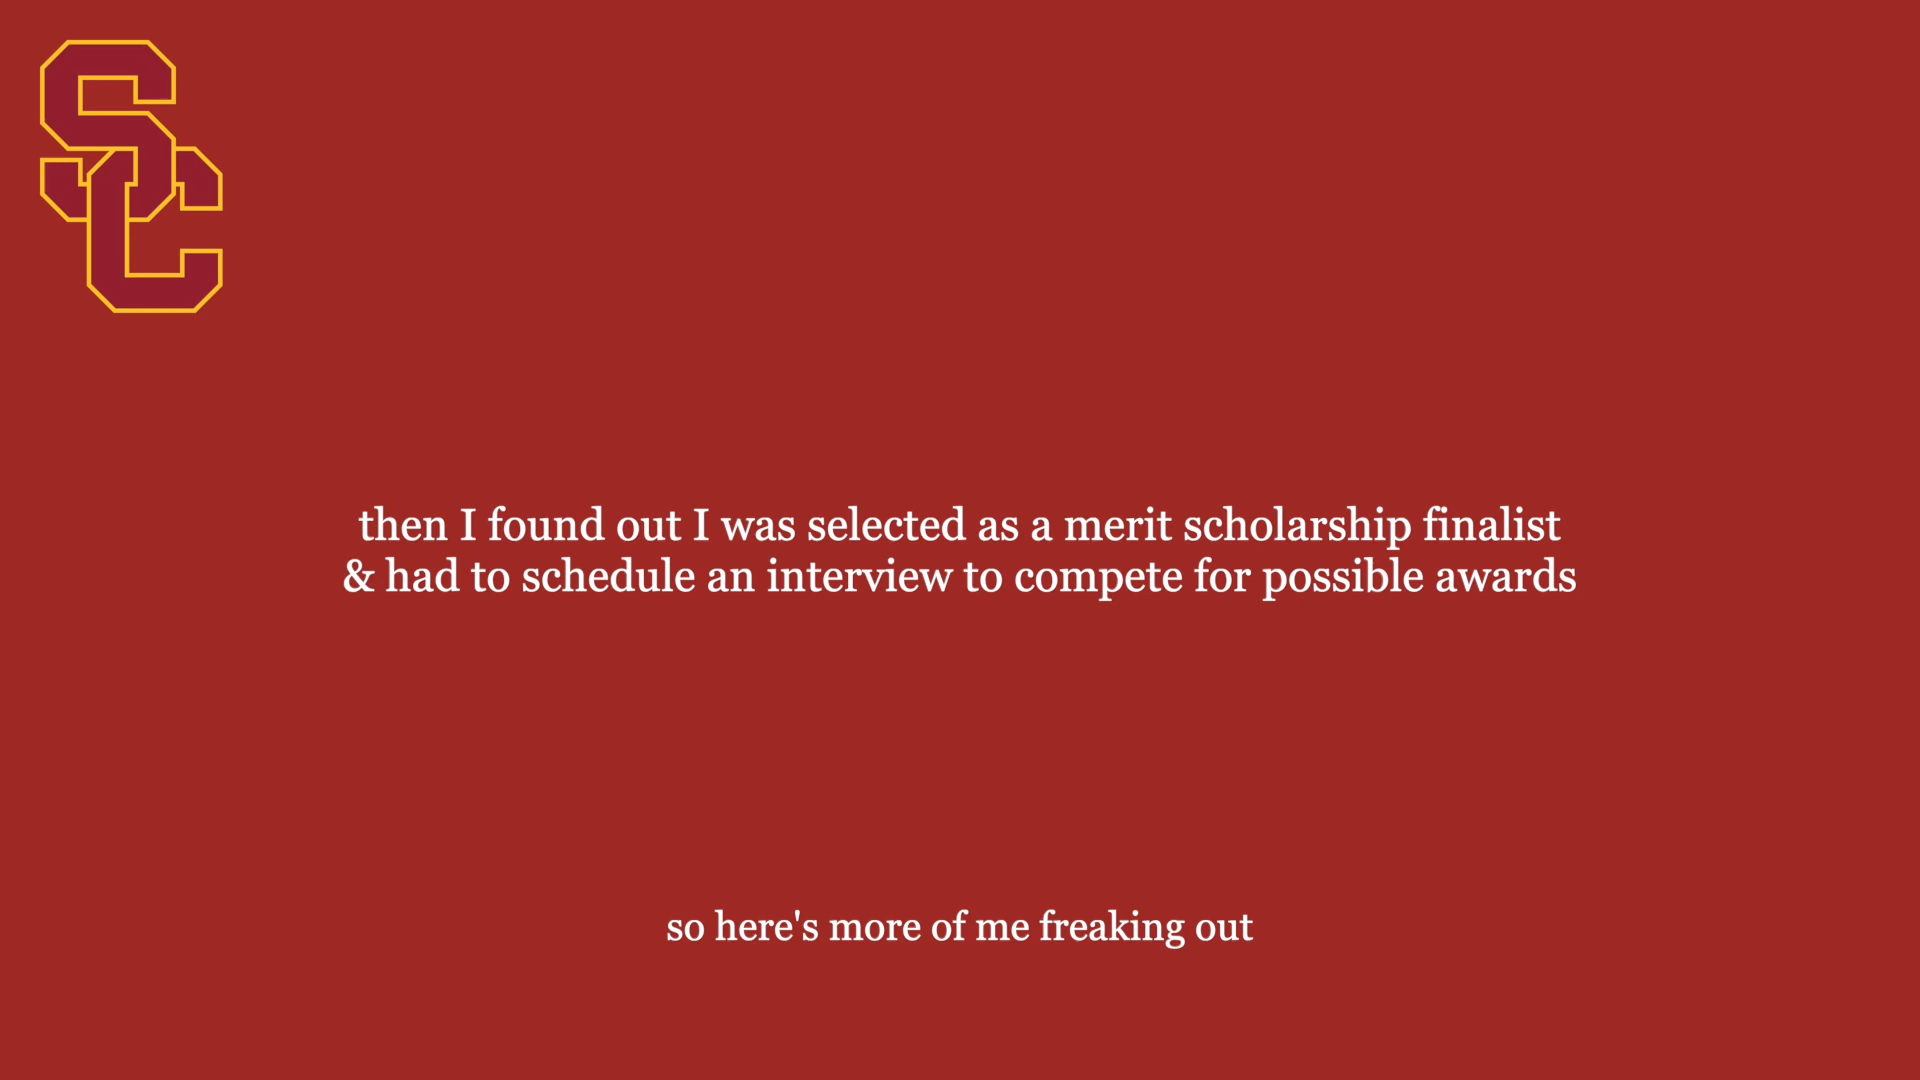 SC
then I found out I was selected as a merit scholarship finalist
& had to schedule an interview to compete for possible awards
so here's more of me freaking out